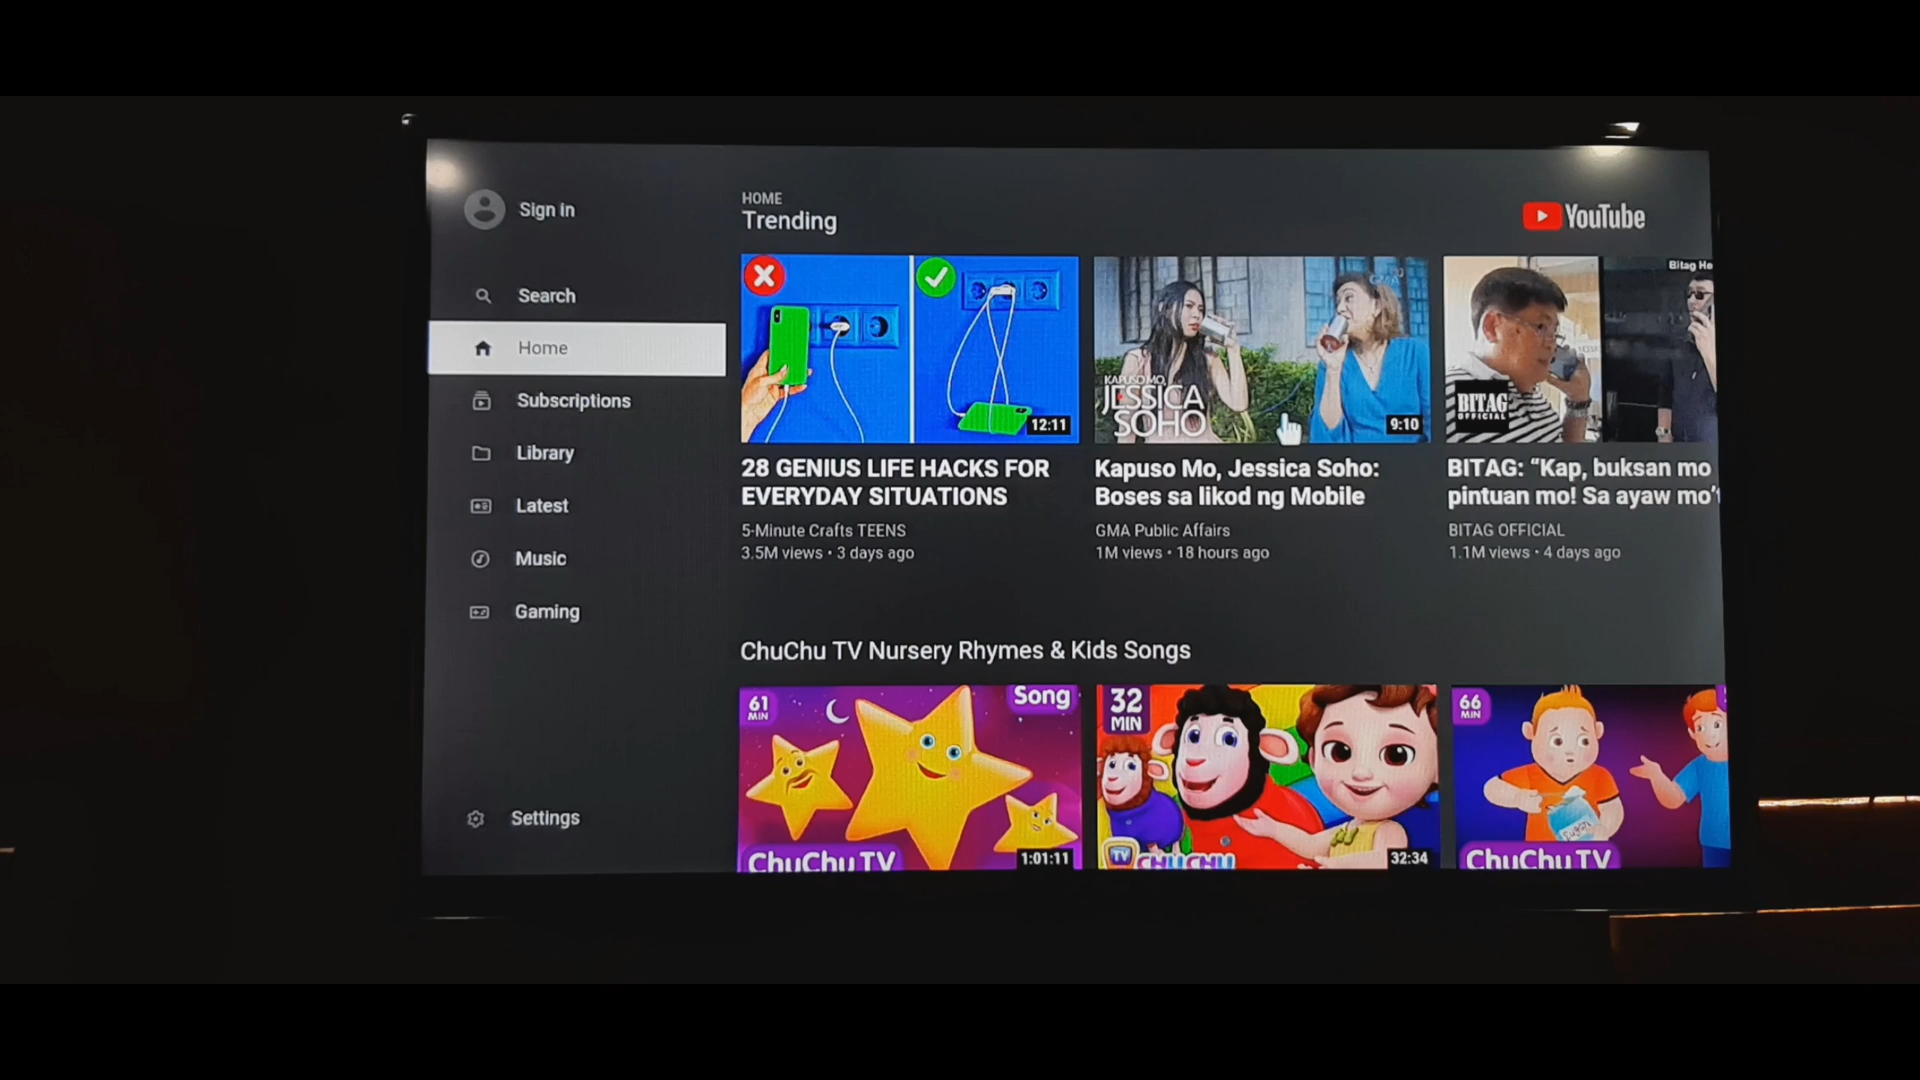 Sign in
Search
Home
Subscriptions
Library
Latest
Music
Gaming
Settings
HOME
Trending
YouTube
12:11
28 GENIUS LIFE HACKS FOR
EVERYDAY SITUATIONS
5-Minute Crafts TEENS
3.5M views • 3 days ago
KAPUSO MO,
JESSICA
SOHO
9:10
Kapuso Mo, Jessica Soho:
Boses sa likod ng Mobile
GMA Public Affairs
1M views • 18 hours ago
Bitag He
BITAG
OFFICIAL
BITAG: “Kap, buksan mo
pintuan mo! Sa ayaw mo’
BITAG OFFICIAL
1.1M views • 4 days ago
ChuChu TV Nursery Rhymes & Kids Songs
61
MIN
Song
ChuChu TV
1:01:11
32
MIN
TV
CHUCHU
32:34
66
MIN
ChuChu TV